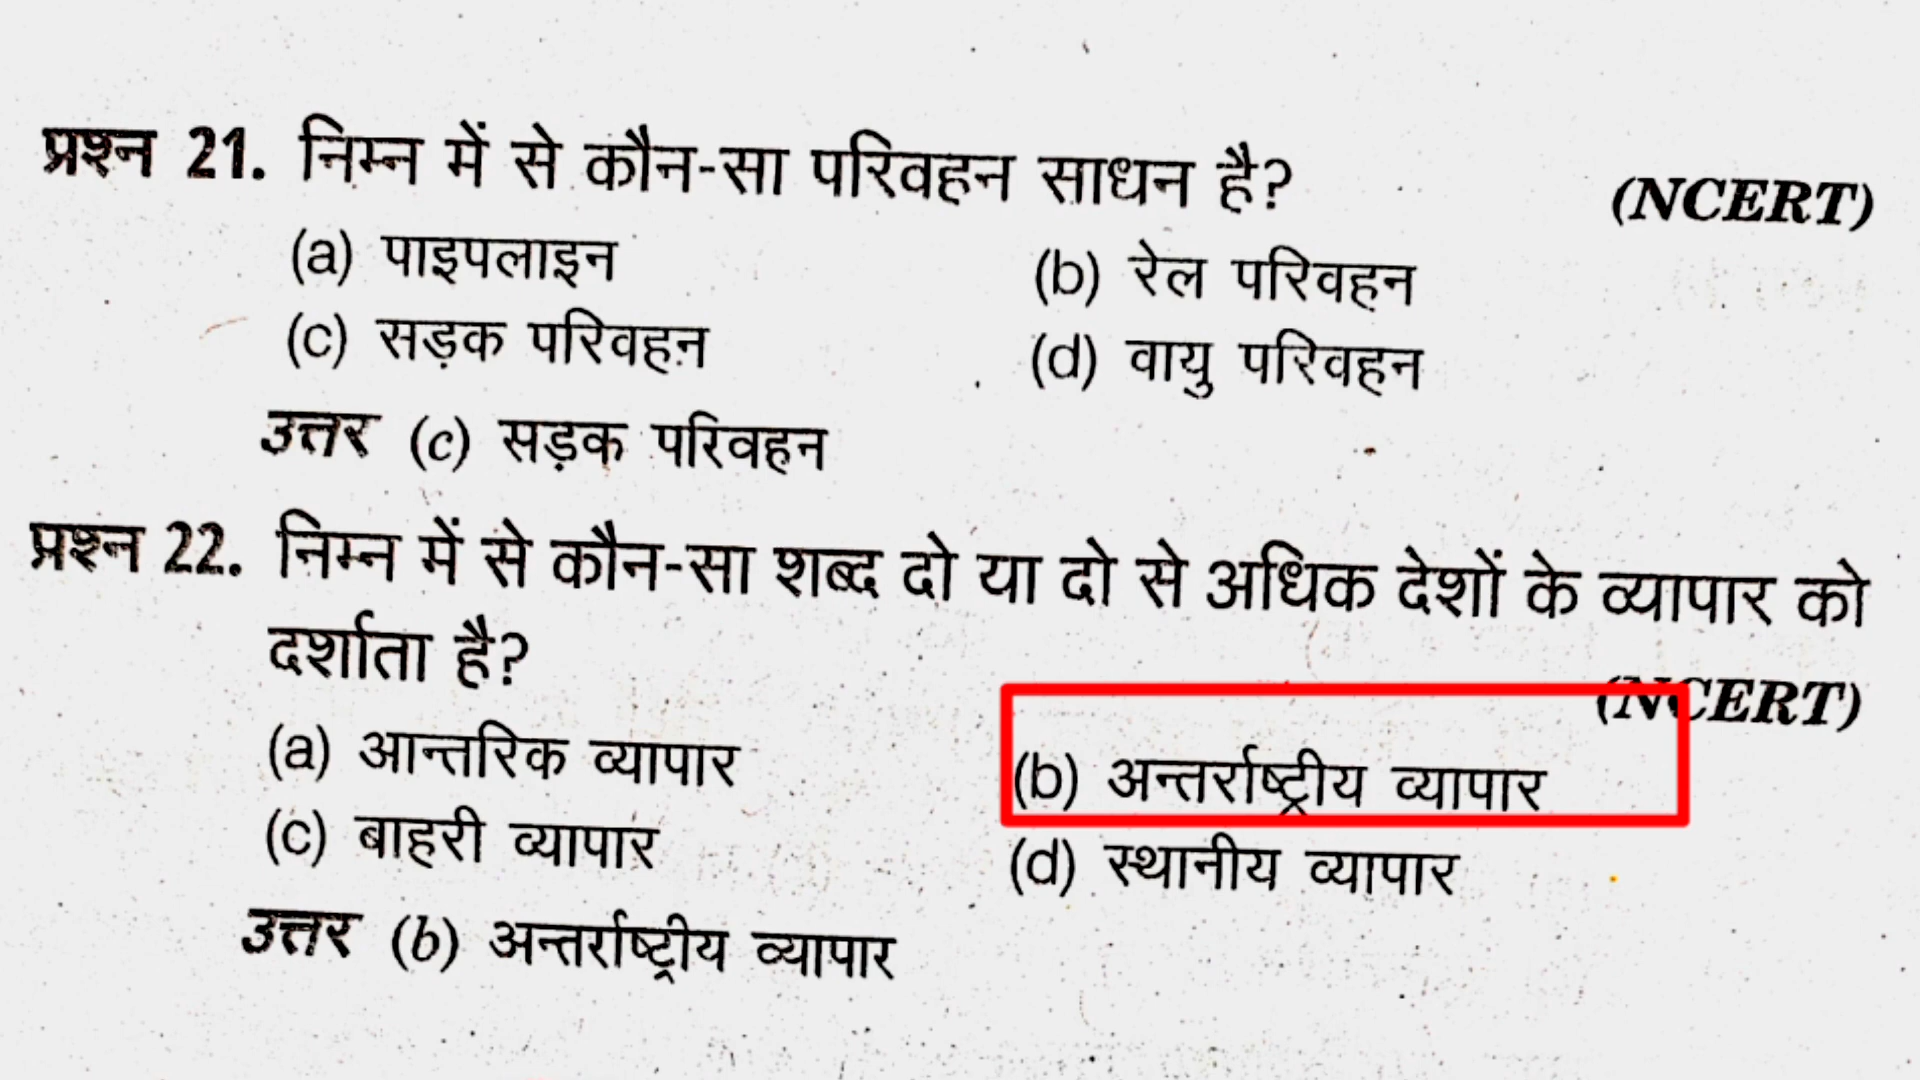 प्रश्न 21. निम्न में से कौन-सा परिवहन साधन है? (NCERT)
(a) पाइपलाइन (b) रेल परिवहन
(c) सड़क परिवहन (d) वायु परिवहन
उत्तर (c) सड़क परिवहन
प्रश्न 22. निम्न में से कौन-सा शब्द दो या दो से अधिक देशों के व्यापार को
दर्शाता है? (NCERT)
(a) आन्तरिक व्यापार (b) अन्तर्राष्ट्रीय व्यापार
(c) बाहरी व्यापार (d) स्थानीय व्यापार
उत्तर (b) अन्तर्राष्ट्रीय व्यापार